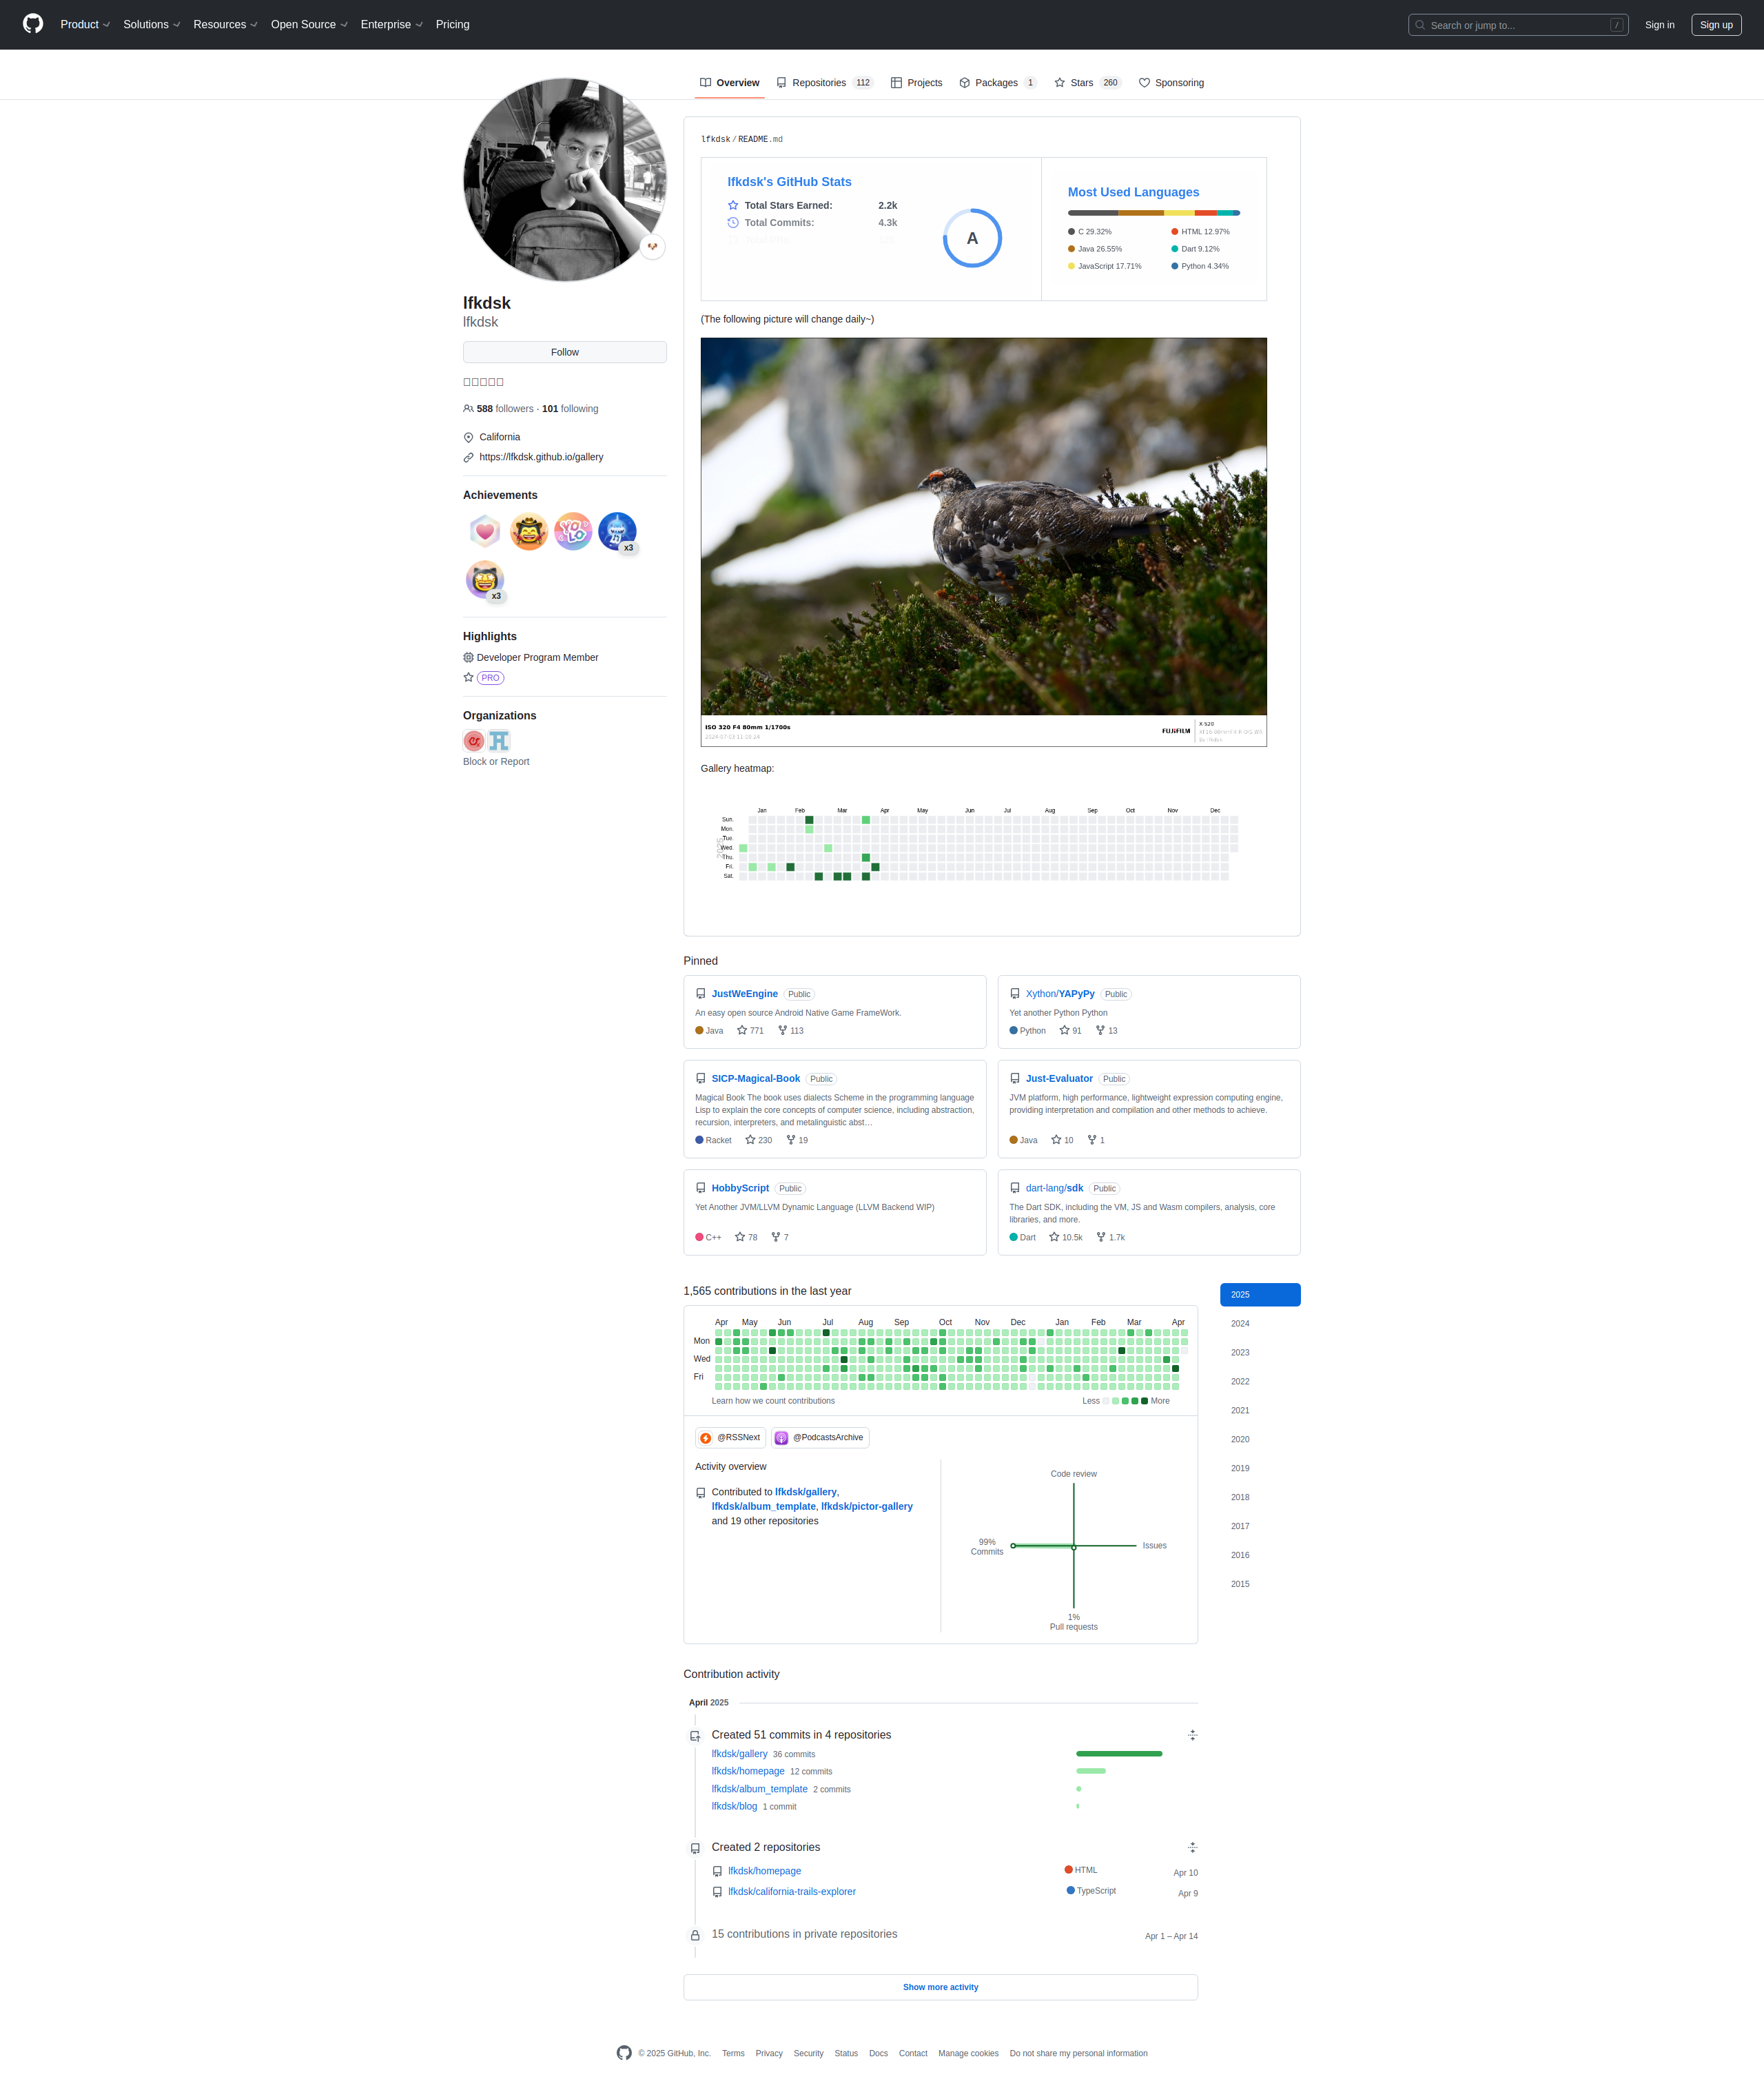 Product Solutions Resources Open Source Enterprise Pricing
Search or jump to... / Sign in Sign up
Overview Repositories 112 Projects Packages 1 Stars 260 Sponsoring
lfkdsk
lfkdsk
Follow
588 followers · 101 following
California
https://lfkdsk.github.io/gallery
Achievements
YOLO
x3
x3
Highlights
Developer Program Member
PRO
Organizations
Block or Report
lfkdsk / README.md
lfkdsk's GitHub Stats
Total Stars Earned: 2.2k
Total Commits: 4.3k
A
Most Used Languages
C 29.32%
Java 26.55%
JavaScript 17.71%
HTML 12.97%
Dart 9.12%
Python 4.34%
(The following picture will change daily~)
ISO 320 F4 80mm 1/1700s
FUJIFILM
Gallery heatmap:
Jan Feb Mar Apr May Jun Jul Aug Sep Oct Nov Dec
Sun.
Mon.
Tue.
Wed.
Thu.
Fri.
Sat.
Pinned
JustWeEngine Public
An easy open source Android Native Game FrameWork.
Java 771 113
Xython/YAPyPy Public
Yet another Python Python
Python 91 13
SICP-Magical-Book Public
Magical Book The book uses dialects Scheme in the programming language
Lisp to explain the core concepts of computer science, including abstraction,
recursion, interpreters, and metalinguistic abst…
Racket 230 19
Just-Evaluator Public
JVM platform, high performance, lightweight expression computing engine,
providing interpretation and compilation and other methods to achieve.
Java 10 1
HobbyScript Public
Yet Another JVM/LLVM Dynamic Language (LLVM Backend WIP)
C++ 78 7
dart-lang/sdk Public
The Dart SDK, including the VM, JS and Wasm compilers, analysis, core
libraries, and more.
Dart 10.5k 1.7k
1,565 contributions in the last year
Apr May Jun Jul Aug Sep Oct Nov Dec Jan Feb Mar Apr
Mon
Wed
Fri
Learn how we count contributions
Less More
@RSSNext @PodcastsArchive
Activity overview
Contributed to lfkdsk/gallery,
lfkdsk/album_template, lfkdsk/pictor-gallery
and 19 other repositories
Code review
99%
Commits
Issues
1%
Pull requests
2025
2024
2023
2022
2021
2020
2019
2018
2017
2016
2015
Contribution activity
April 2025
Created 51 commits in 4 repositories
lfkdsk/gallery 36 commits
lfkdsk/homepage 12 commits
lfkdsk/album_template 2 commits
lfkdsk/blog 1 commit
Created 2 repositories
lfkdsk/homepage HTML Apr 10
lfkdsk/california-trails-explorer TypeScript Apr 9
15 contributions in private repositories Apr 1 – Apr 14
Show more activity
© 2025 GitHub, Inc. Terms Privacy Security Status Docs Contact Manage cookies Do not share my personal information